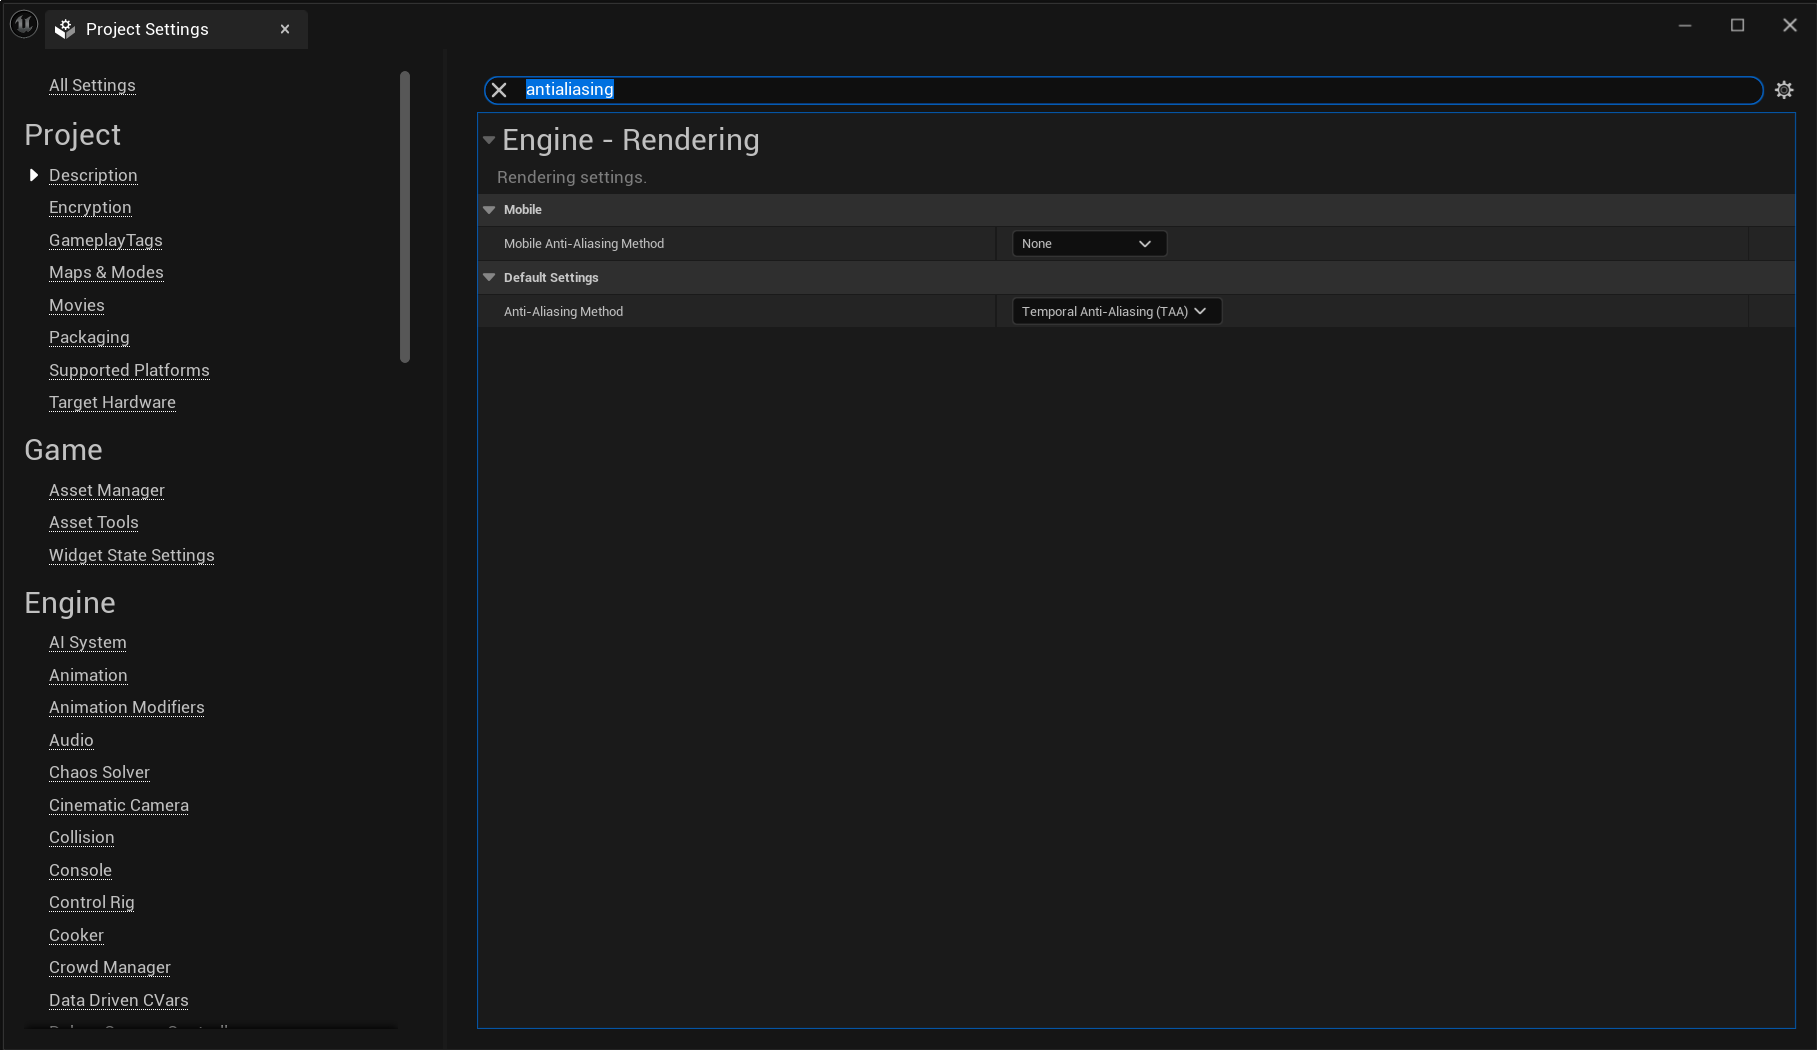 Project Settings
All Settings
Project
Description
Encryption
GameplayTags
Maps & Modes
Movies
Packaging
Supported Platforms
Target Hardware
Game
Asset Manager
Asset Tools
Widget State Settings
Engine
AI System
Animation
Animation Modifiers
Audio
Chaos Solver
Cinematic Camera
Collision
Console
Control Rig
Cooker
Crowd Manager
Data Driven CVars
antialiasing
Engine - Rendering
Rendering settings.
Mobile
Mobile Anti-Aliasing Method
None
Default Settings
Anti-Aliasing Method
Temporal Anti-Aliasing (TAA)